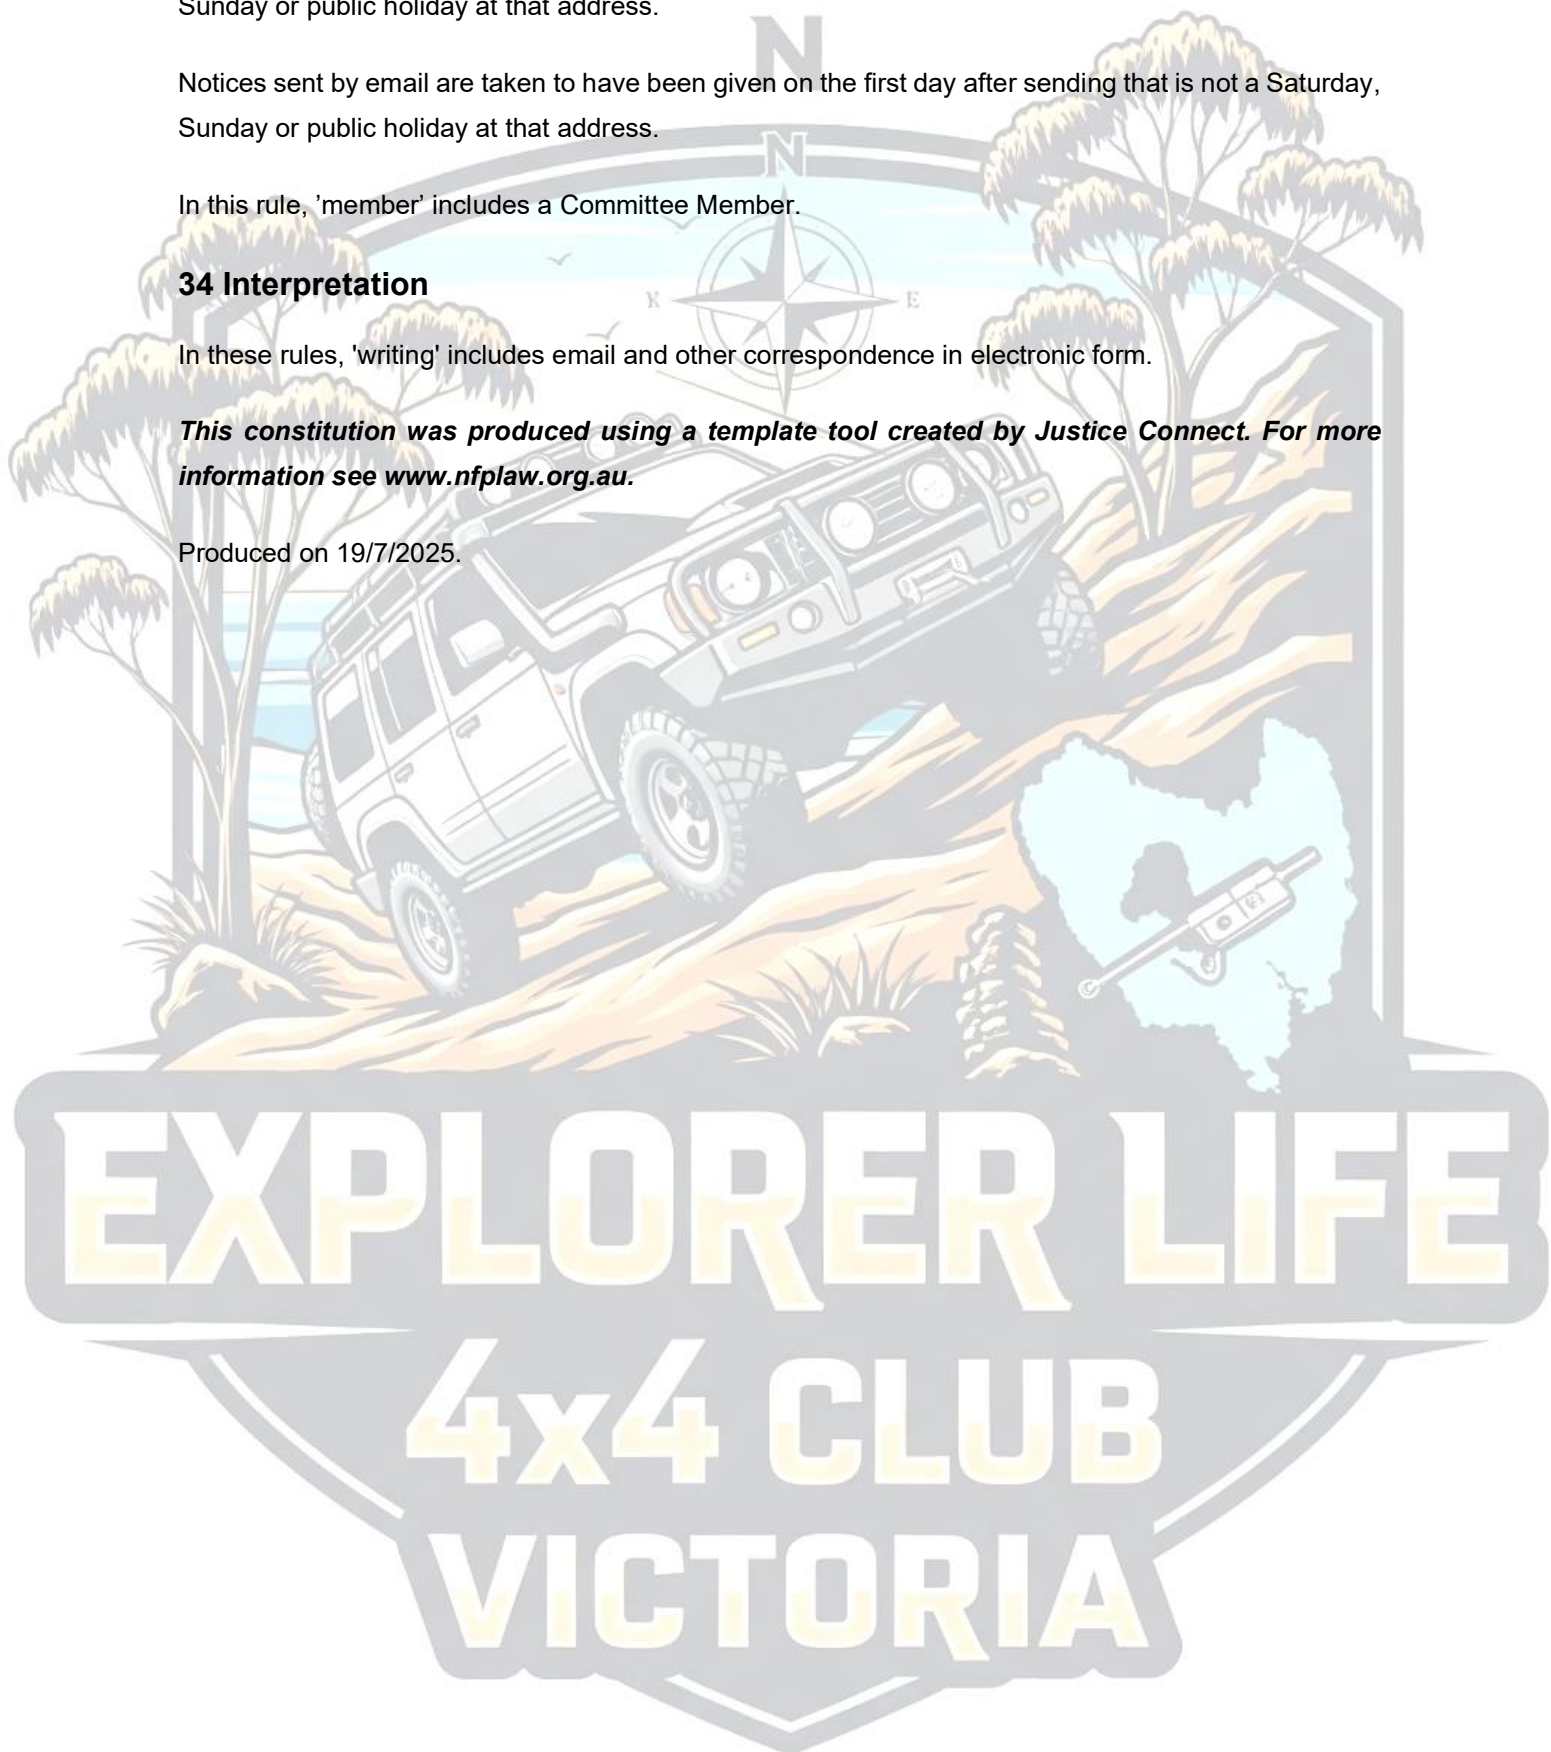 Sunday or public holiday at that address.
N
Notices sent by email are taken to have been given on the first day after sending that is not a Saturday,
Sunday or public holiday at that address.
N
In this rule, ’member’ includes a Committee Member.
34 Interpretation
K E
In these rules, 'writing' includes email and other correspondence in electronic form.
This constitution was produced using a template tool created by Justice Connect. For more
information see www.nfplaw.org.au.
Produced on 19/7/2025.
EXPLORER LIFE
4x4 CLUB
VICTORIA